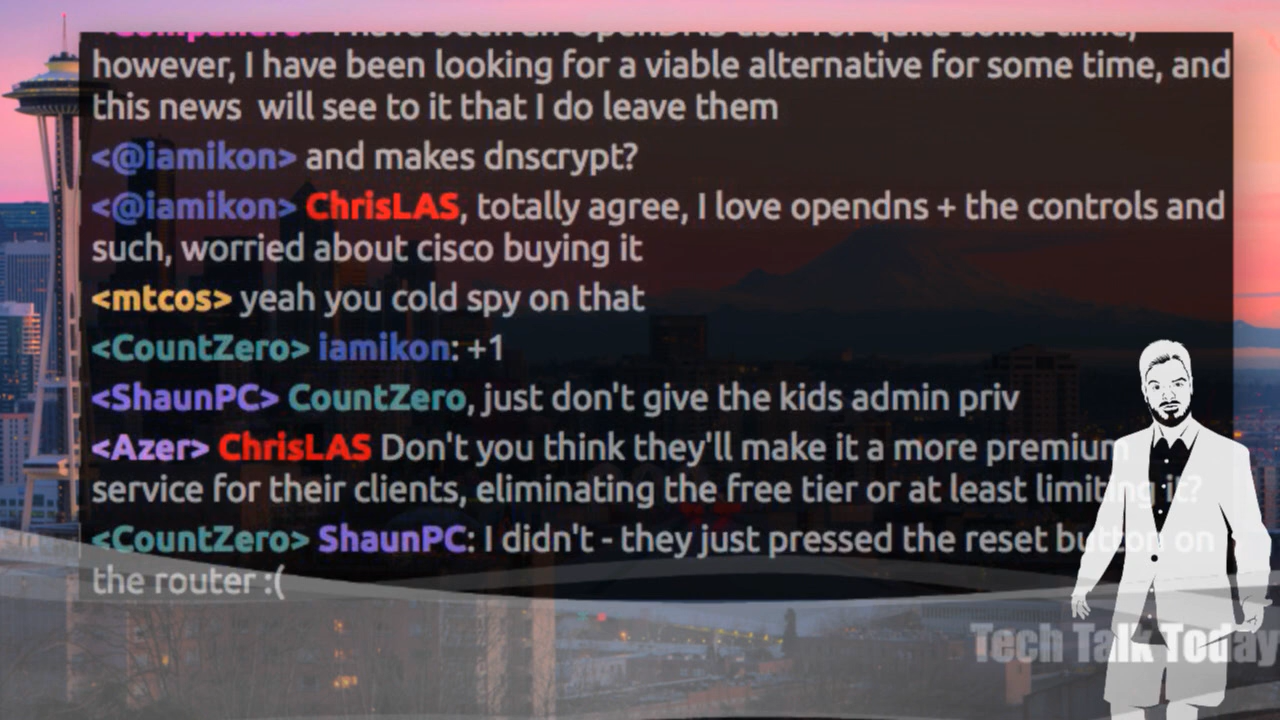 however, I have been looking for a viable alternative for some time, and
this news will see to it that I do leave them
<@iamikon> and makes dnscrypt?
<@iamikon> ChrisLAS, totally agree, I love opendns + the controls and
such, worried about cisco buying it
<mtcos> yeah you cold spy on that
<CountZero> iamikon: +1
<ShaunPC> CountZero, just don't give the kids admin priv
<Azer> ChrisLAS Don't you think they'll make it a more premium
service for their clients, eliminating the free tier or at least limiting it?
<CountZero> ShaunPC: I didn't - they just pressed the reset button on
the router :(
Tech Talk Today